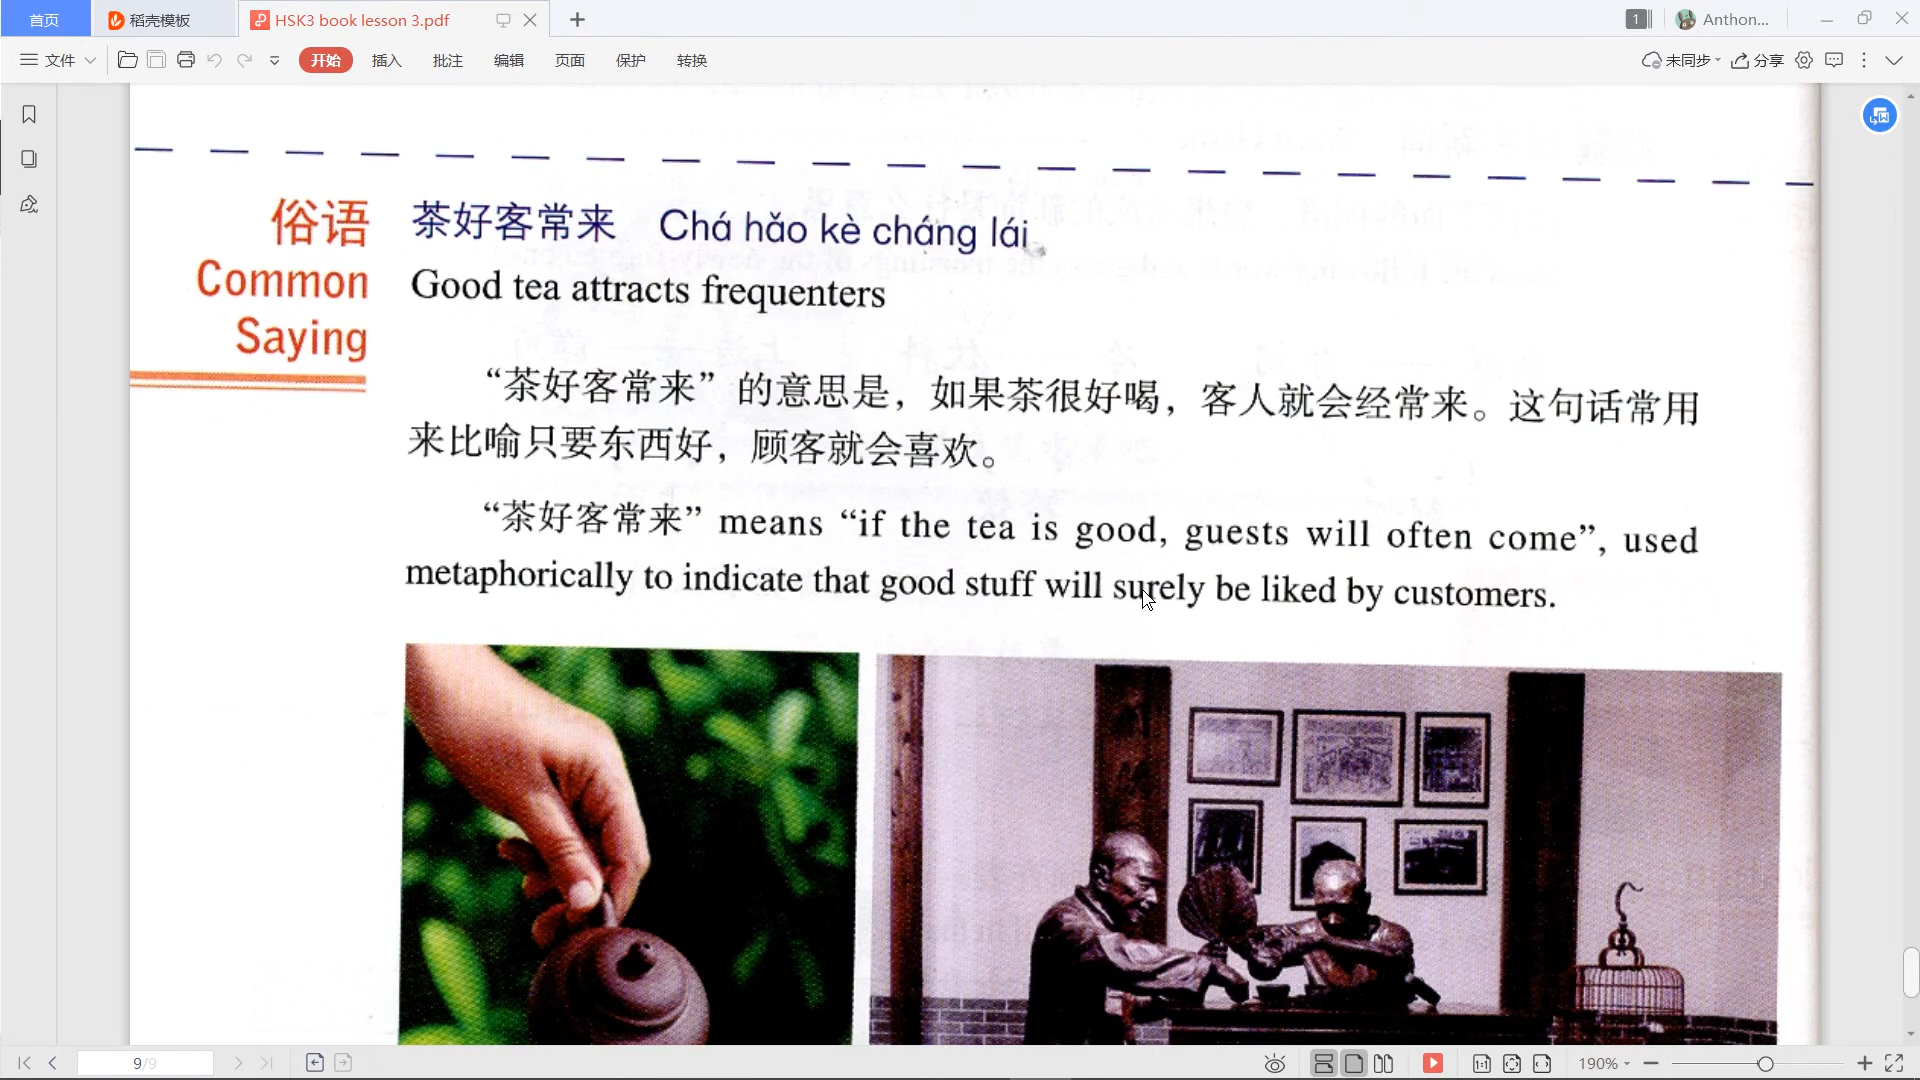 首页
稻壳模板
HSK3 book lesson 3.pdf
1
Anthon...
文件
开始
插入
批注
编辑
页面
保护
转换
未同步
分享
俗语
Common
Saying
茶好客常来 Chá hǎo kè cháng lái
Good tea attracts frequenters
“茶好客常来”的意思是，如果茶很好喝，客人就会经常来。这句话常用
来比喻只要东西好，顾客就会喜欢。
“茶好客常来” means “if the tea is good, guests will often come”, used
metaphorically to indicate that good stuff will surely be liked by customers.
9/9
1:1
190%